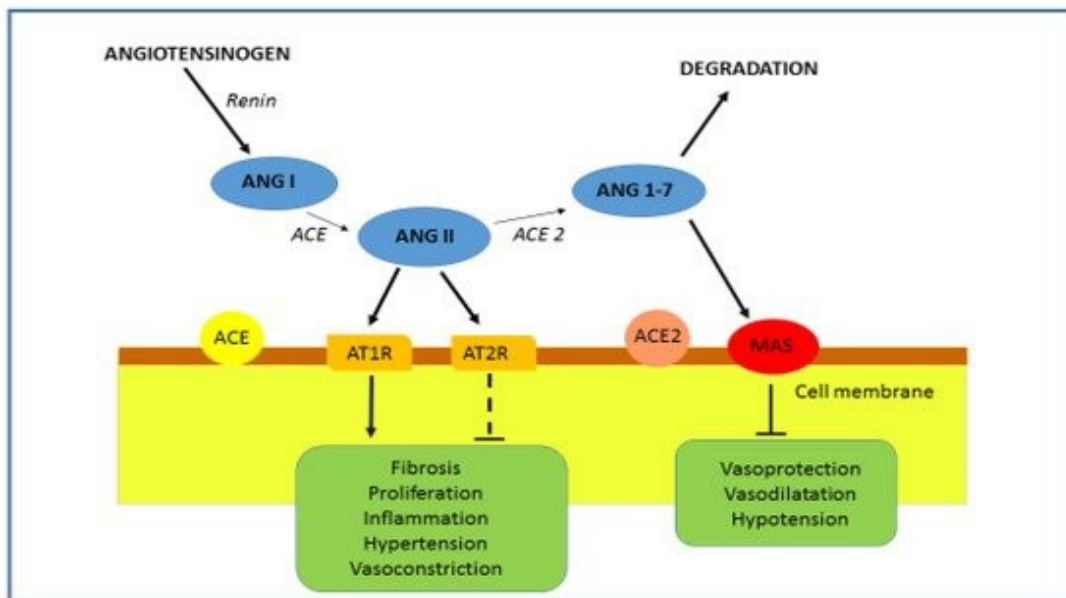 ANGIOTENSINOGEN
DEGRADATION
Renin
ANG I
ANG 1-7
ACE
ANG II
ACE 2
ACE
AT1R
AT2R
ACE2
MAS
Cell membrane
Fibrosis
Proliferation
Inflammation
Hypertension
Vasoconstriction
Vasoprotection
Vasodilatation
Hypotension